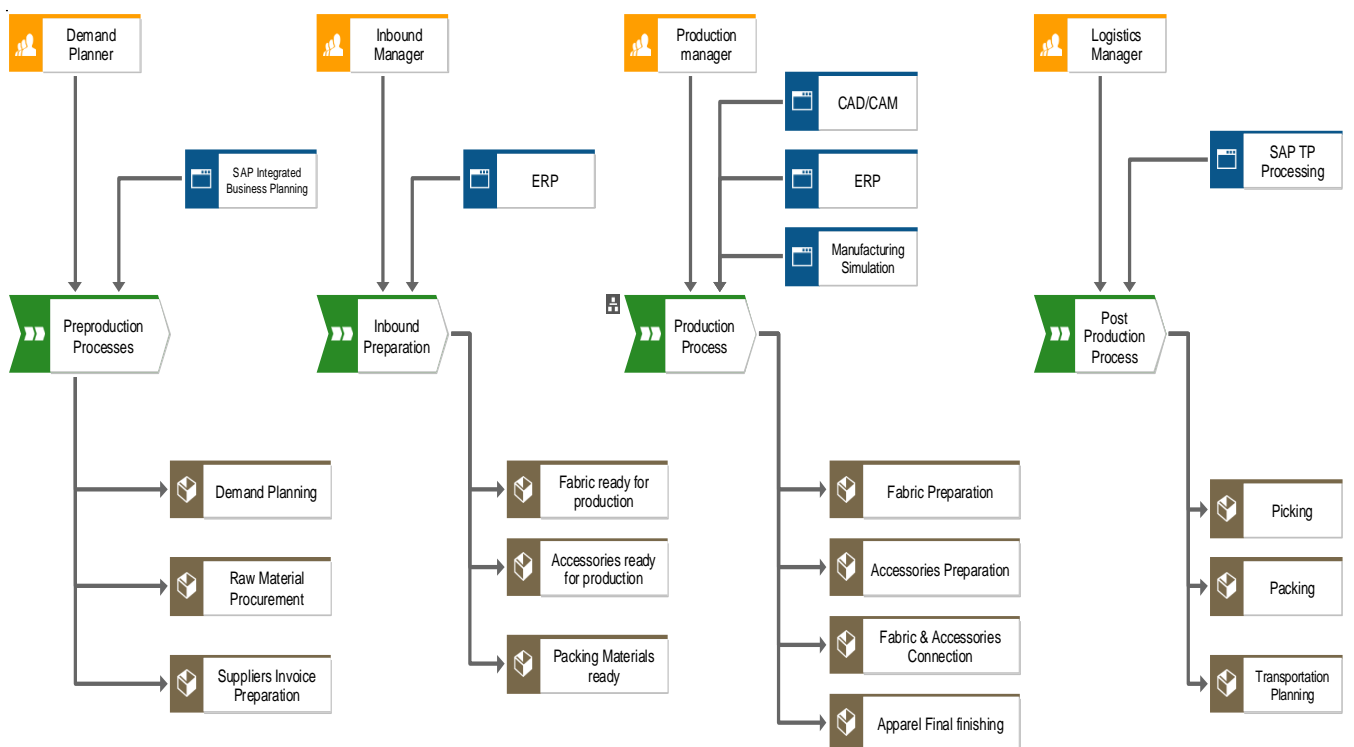 Demand
Planner
Inbound
Manager
Production
manager
Logistics
Manager
CAD/CAM
SAP Integrated
Business Planning
ERP
ERP
SAP TP
Processing
Manufacturing
Simulation
Preproduction
Processes
Inbound
Preparation
Production
Process
Post
Production
Process
Demand Planning
Raw Material
Procurement
Suppliers Invoice
Preparation
Fabric ready for
production
Accessories ready
for production
Packing Materials
ready
Fabric Preparation
Accessories Preparation
Fabric & Accessories
Connection
Apparel Final finishing
Picking
Packing
Transportation
Planning